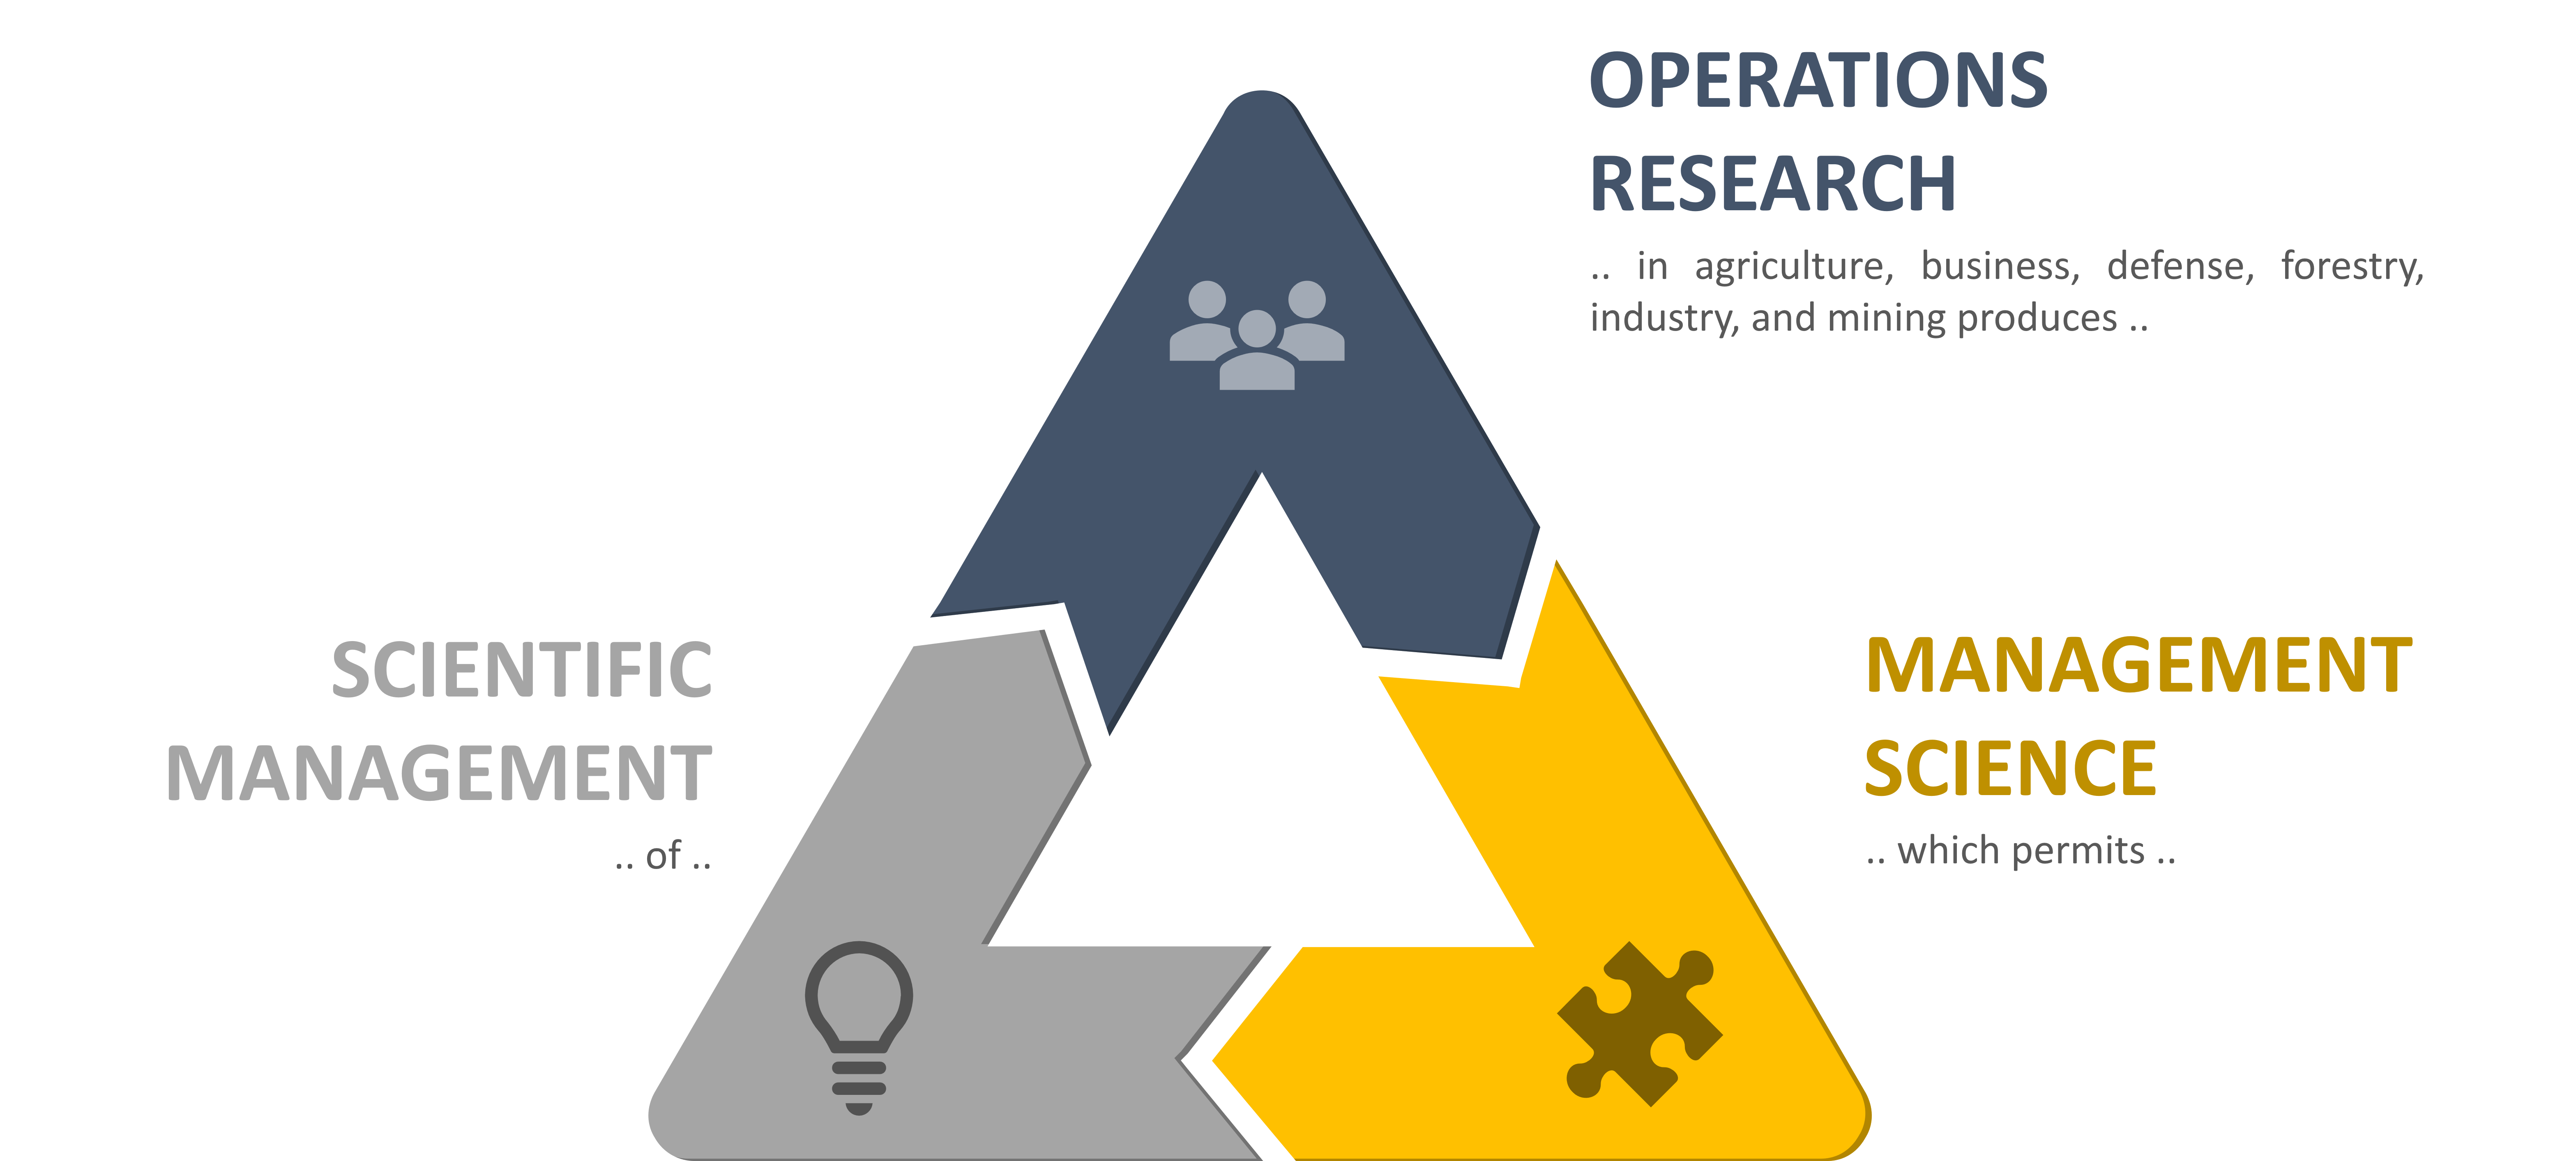 OPERATIONS
RESEARCH
.. in agriculture, business, defense, forestry,
industry, and mining produces ..
MANAGEMENT
SCIENCE
.. which permits ..
SCIENTIFIC
MANAGEMENT
.. of ..